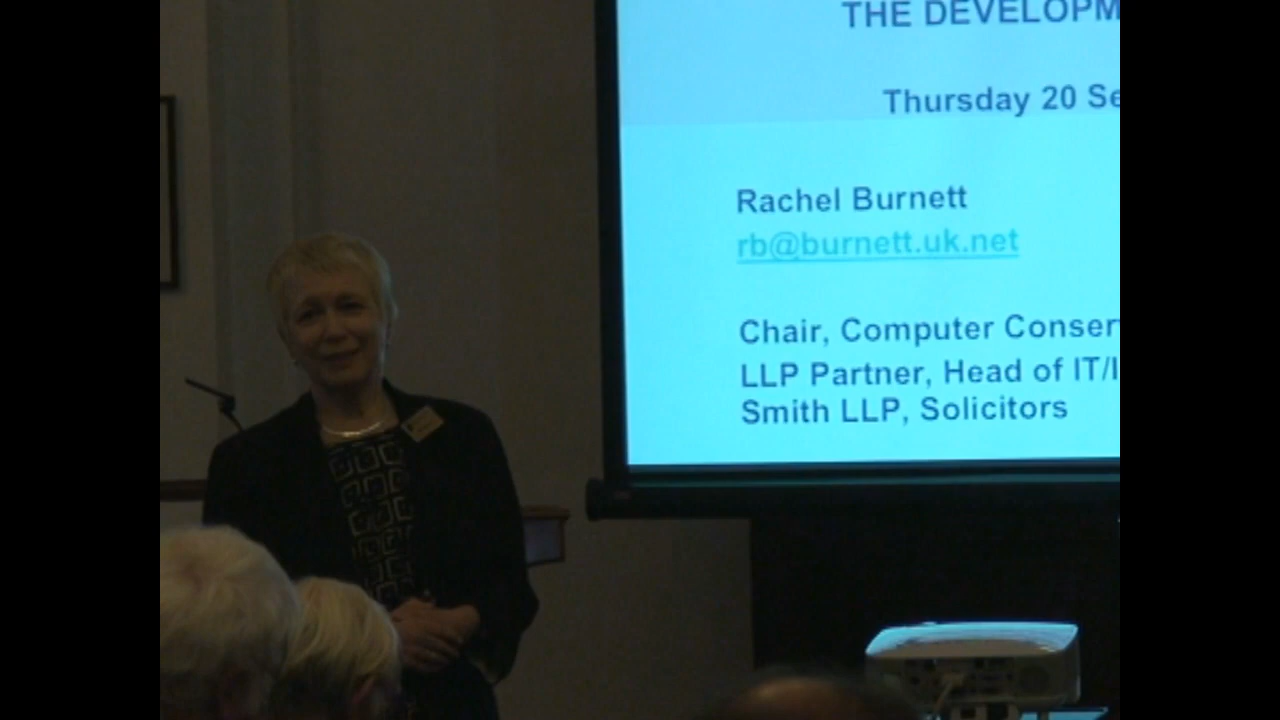 THE DEVELOPM
Thursday 20 Se
Rachel Burnett
rb@burnett.uk.net
Chair, Computer Conser
LLP Partner, Head of IT/I
Smith LLP, Solicitors